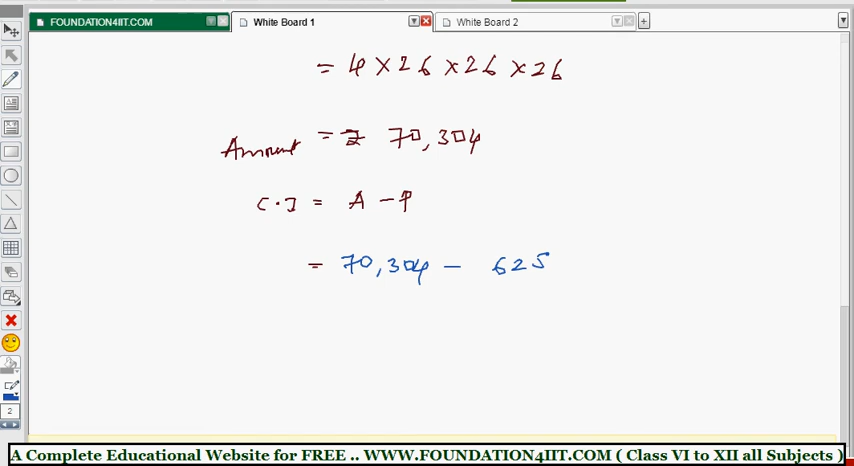 FOUNDATION4IIT.COM White Board 1 White Board 2
= 4 × 26 × 26 × 26
Amount = ₹ 70,304
C.I = A - P
= 70,304 - 625
2
A Complete Educational Website for FREE .. WWW.FOUNDATION4IIT.COM ( Class VI to XII all Subjects )